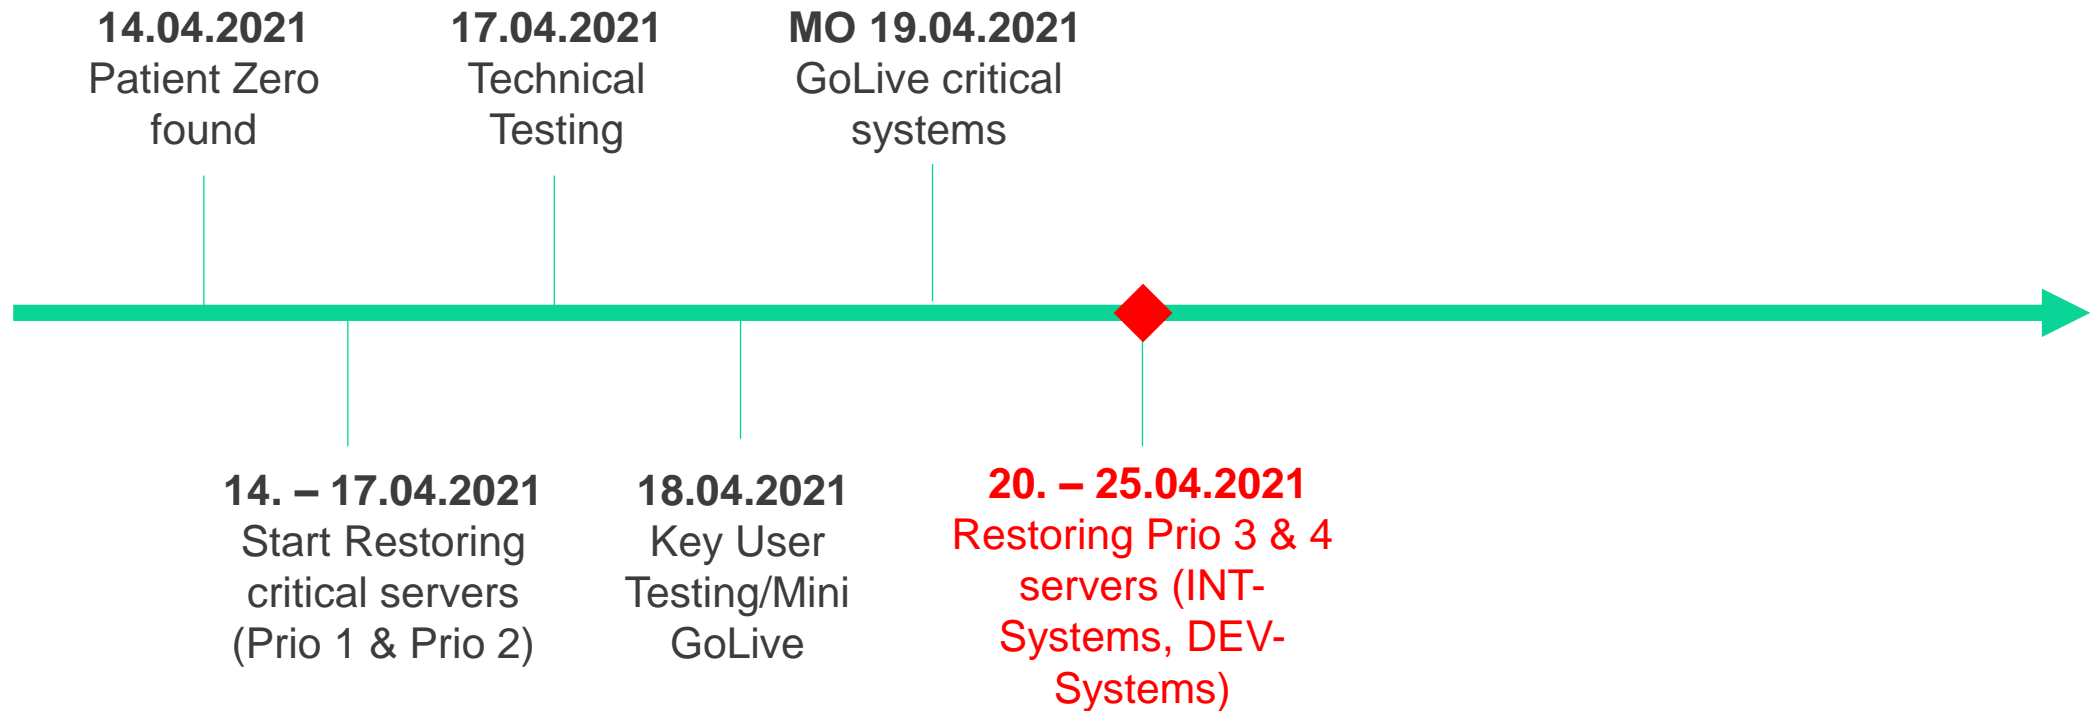 14.04.2021
Patient Zero
found
17.04.2021
Technical
Testing
MO 19.04.2021
GoLive critical
systems
14. – 17.04.2021
Start Restoring
critical servers
(Prio 1 & Prio 2)
18.04.2021
Key User
Testing/Mini
GoLive
20. – 25.04.2021
Restoring Prio 3 & 4
servers (INT-
Systems, DEV-
Systems)